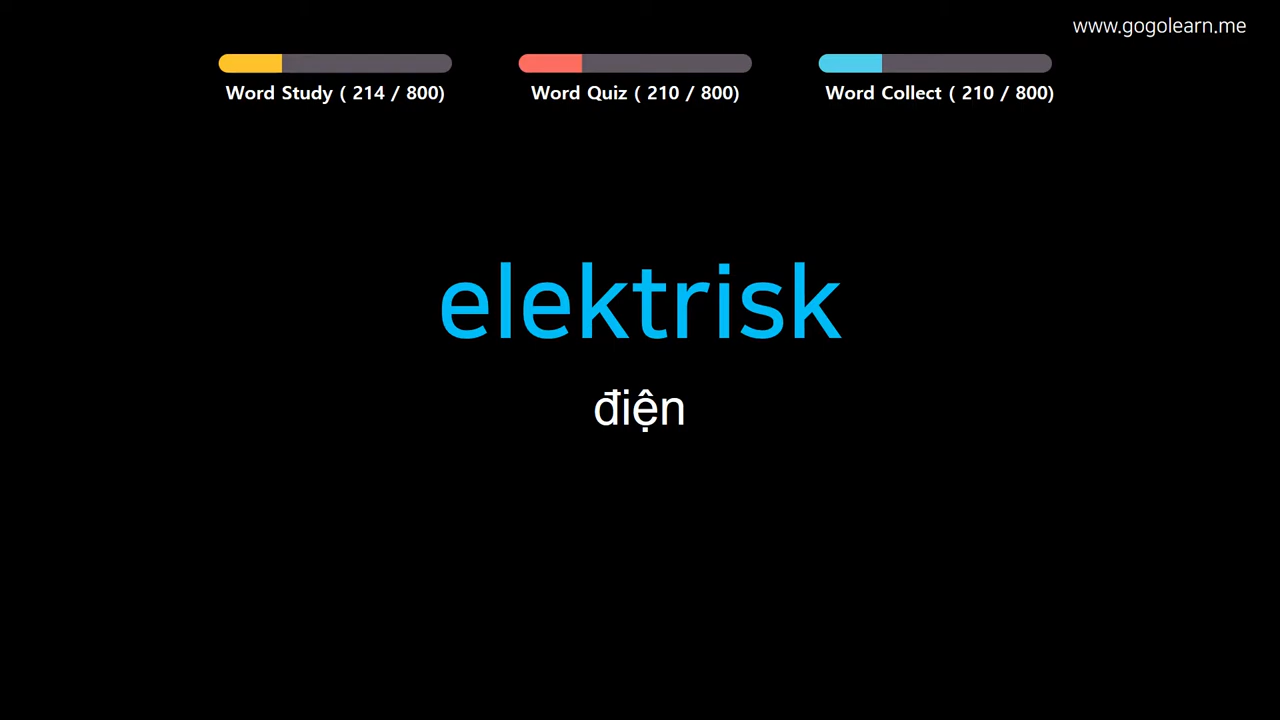 www.gogolearn.me
Word Study ( 214 / 800)
Word Quiz ( 210 / 800)
Word Collect ( 210 / 800)
elektrisk
điện